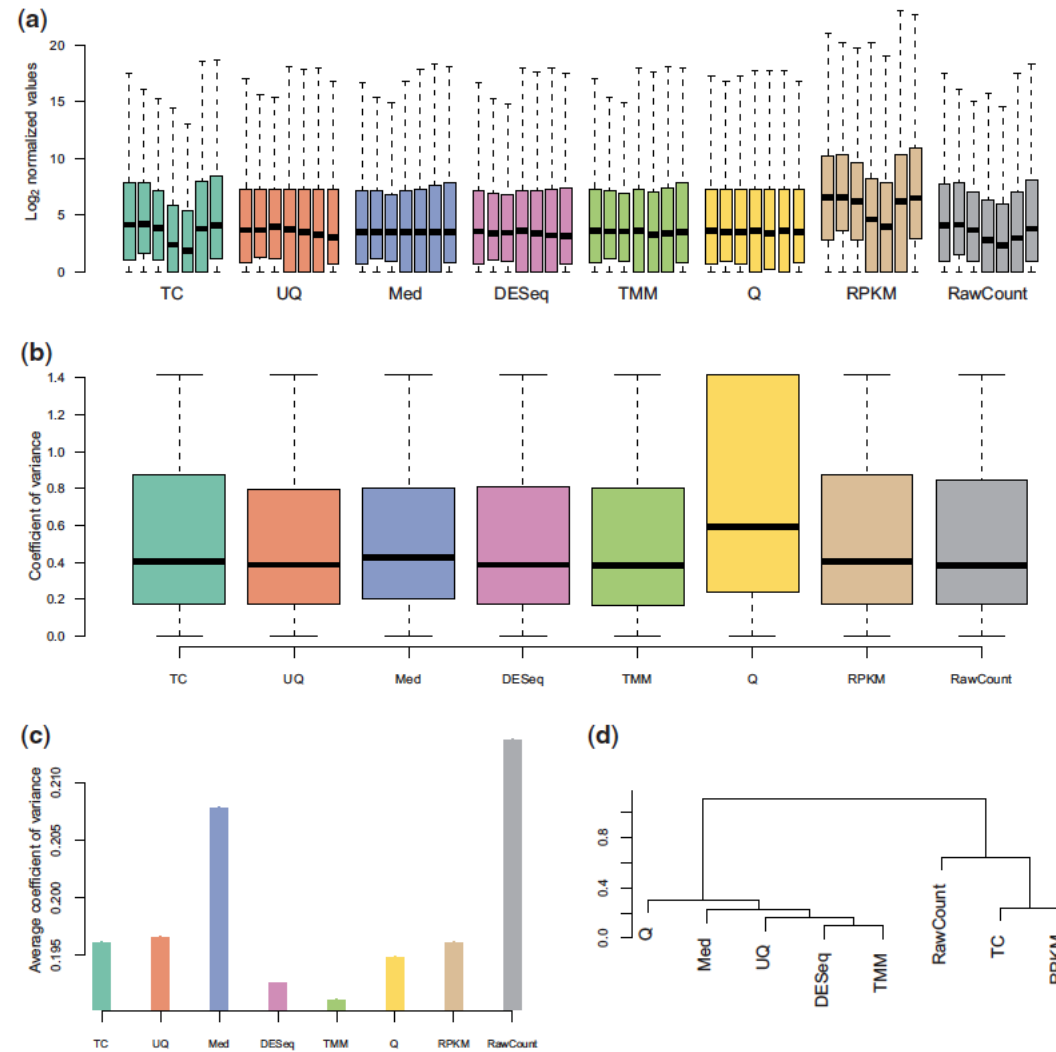 (a)
Log2 normalized values
20
15
10
5
0
TC UQ Med DESeq TMM Q RPKM RawCount
(b)
Coefficient of variance
1.4
1.2
1.0
0.8
0.6
0.4
0.2
0.0
TC UQ Med DESeq TMM Q RPKM RawCount
(c)
Average coefficient of variance
0.210
0.205
0.200
0.195
TC UQ Med DESeq TMM Q RPKM RawCount
(d)
0.8
0.4
0.0
Q
Med
UQ
DESeq
TMM
RawCount
TC
RPKM